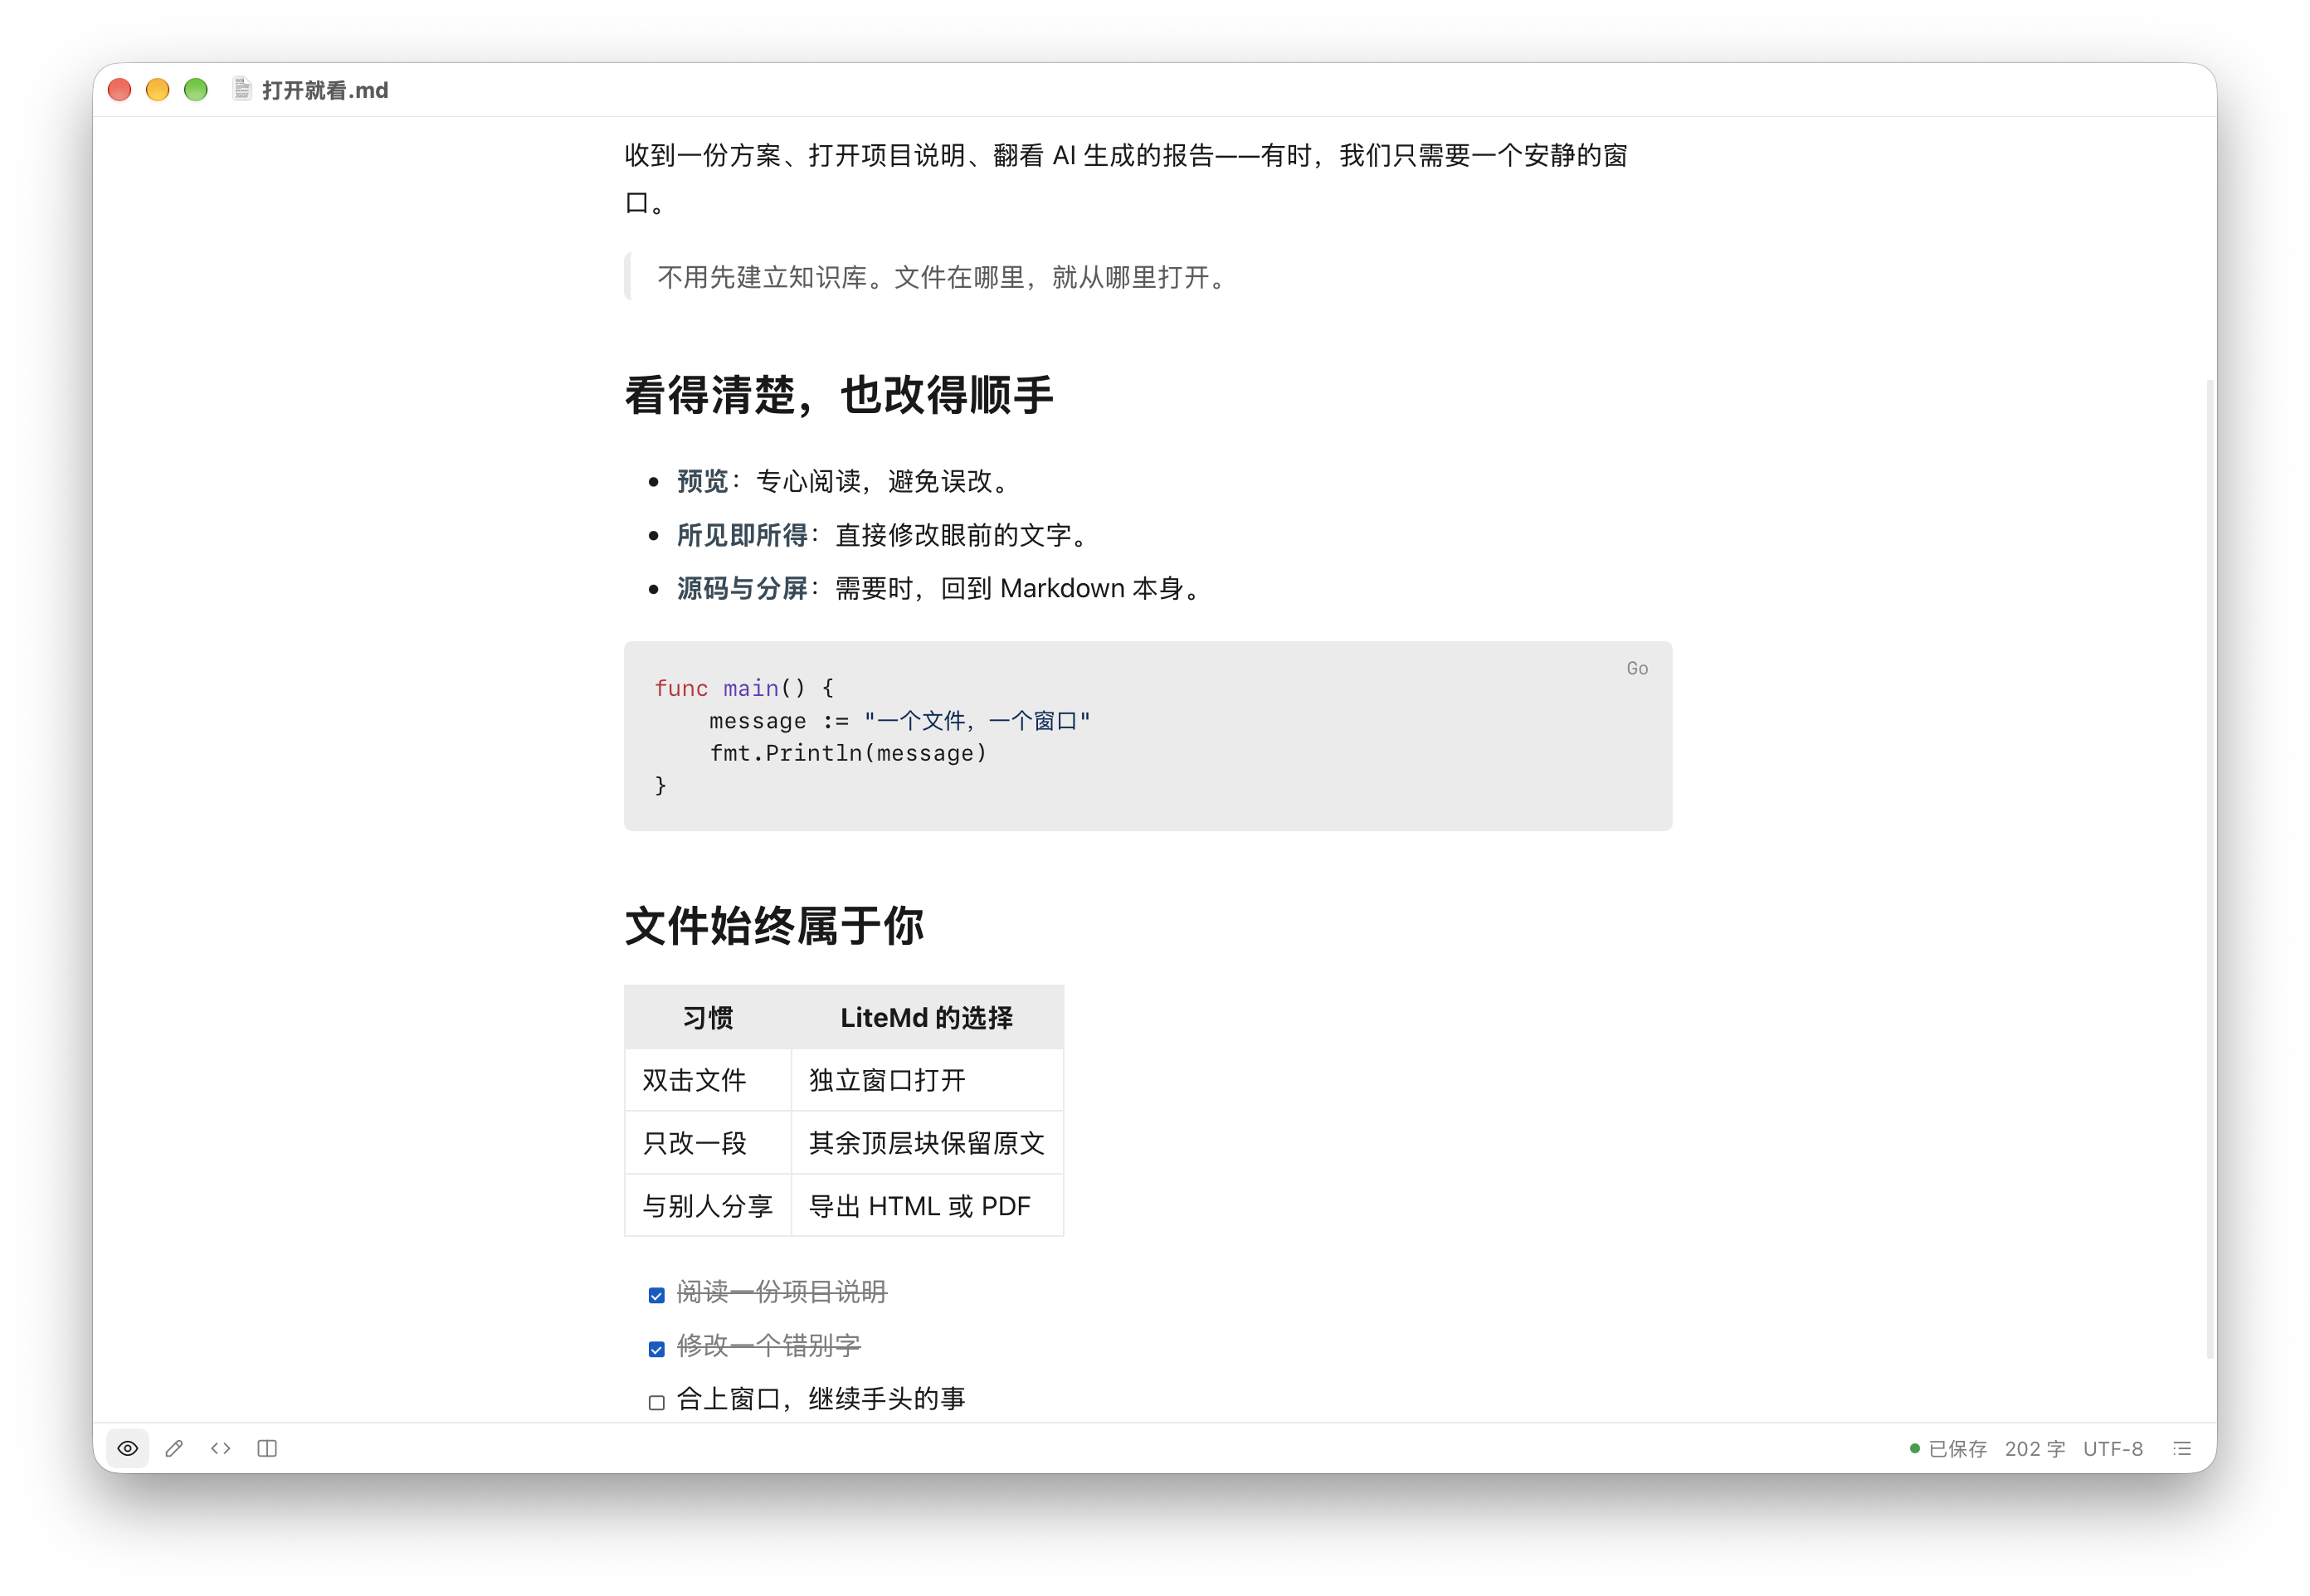 打开就看.md
收到一份方案、打开项目说明、翻看 AI 生成的报告——有时，我们只需要一个安静的窗
口。
不用先建立知识库。文件在哪里，就从哪里打开。
看得清楚，也改得顺手
• 预览：专心阅读，避免误改。
• 所见即所得：直接修改眼前的文字。
• 源码与分屏：需要时，回到 Markdown 本身。
Go
func main() {
    message := "一个文件，一个窗口"
    fmt.Println(message)
}
文件始终属于你
习惯 LiteMd 的选择
双击文件 独立窗口打开
只改一段 其余顶层块保留原文
与别人分享 导出 HTML 或 PDF
阅读一份项目说明
修改一个错别字
合上窗口，继续手头的事
已保存 202 字 UTF-8